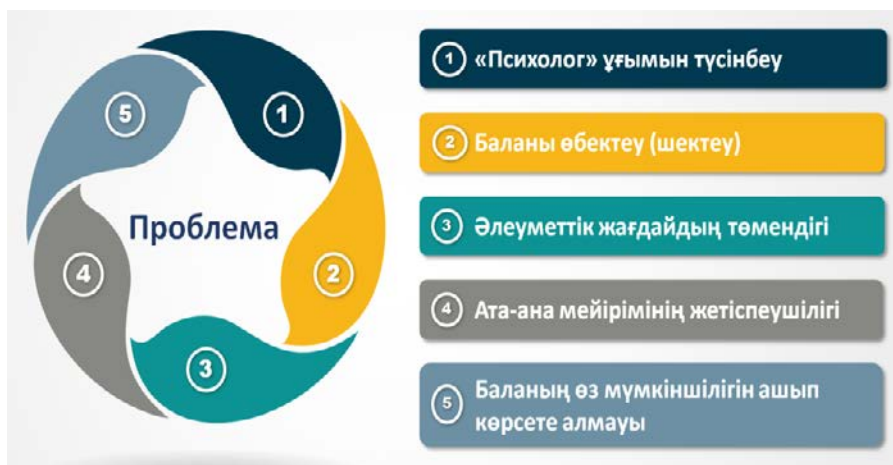 Проблема
1
2
3
4
5
1 «Психолог» ұғымын түсінбеу
2 Баланы өбектеу (шектеу)
3 Әлеуметтік жағдайдың төмендігі
4 Ата-ана мейірімінің жетіспеушілігі
5 Баланың өз мүмкіншілігін ашып
көрсете алмауы